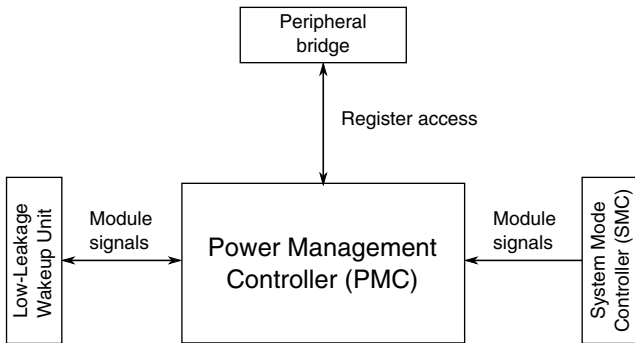 Peripheral
bridge
Register access
Low-Leakage
Wakeup Unit
Module
signals
Power Management
Controller (PMC)
Module
signals
System Mode
Controller (SMC)